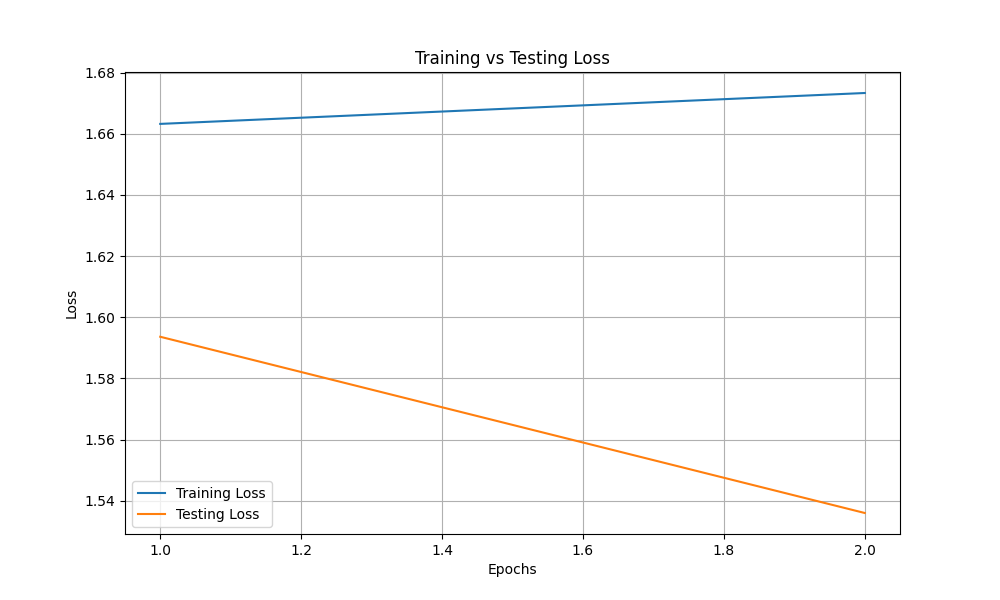 Training vs Testing Loss
1.68
1.66
1.64
1.62
1.60
1.58
1.56
1.54
Loss
Training Loss
Testing Loss
1.0 1.2 1.4 1.6 1.8 2.0
Epochs